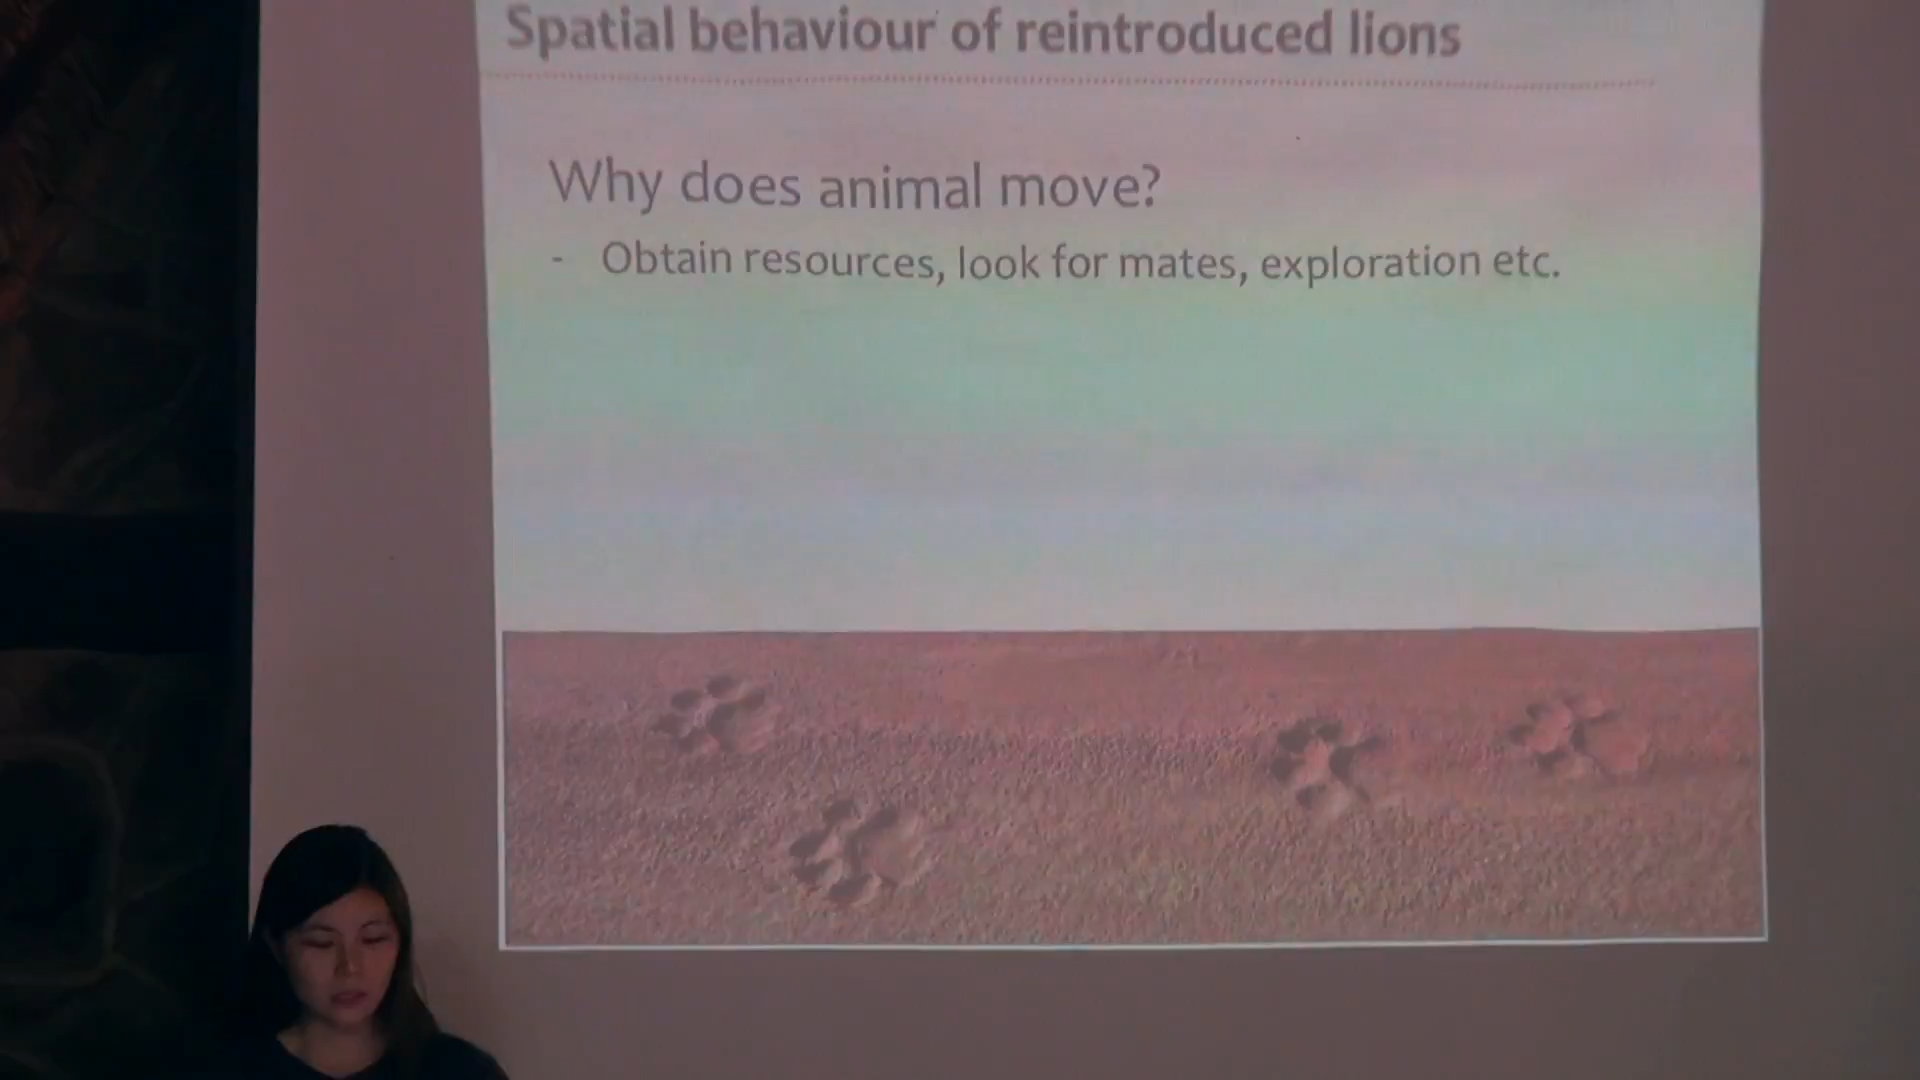 Spatial behaviour of reintroduced lions
Why does animal move?
- Obtain resources, look for mates, exploration etc.